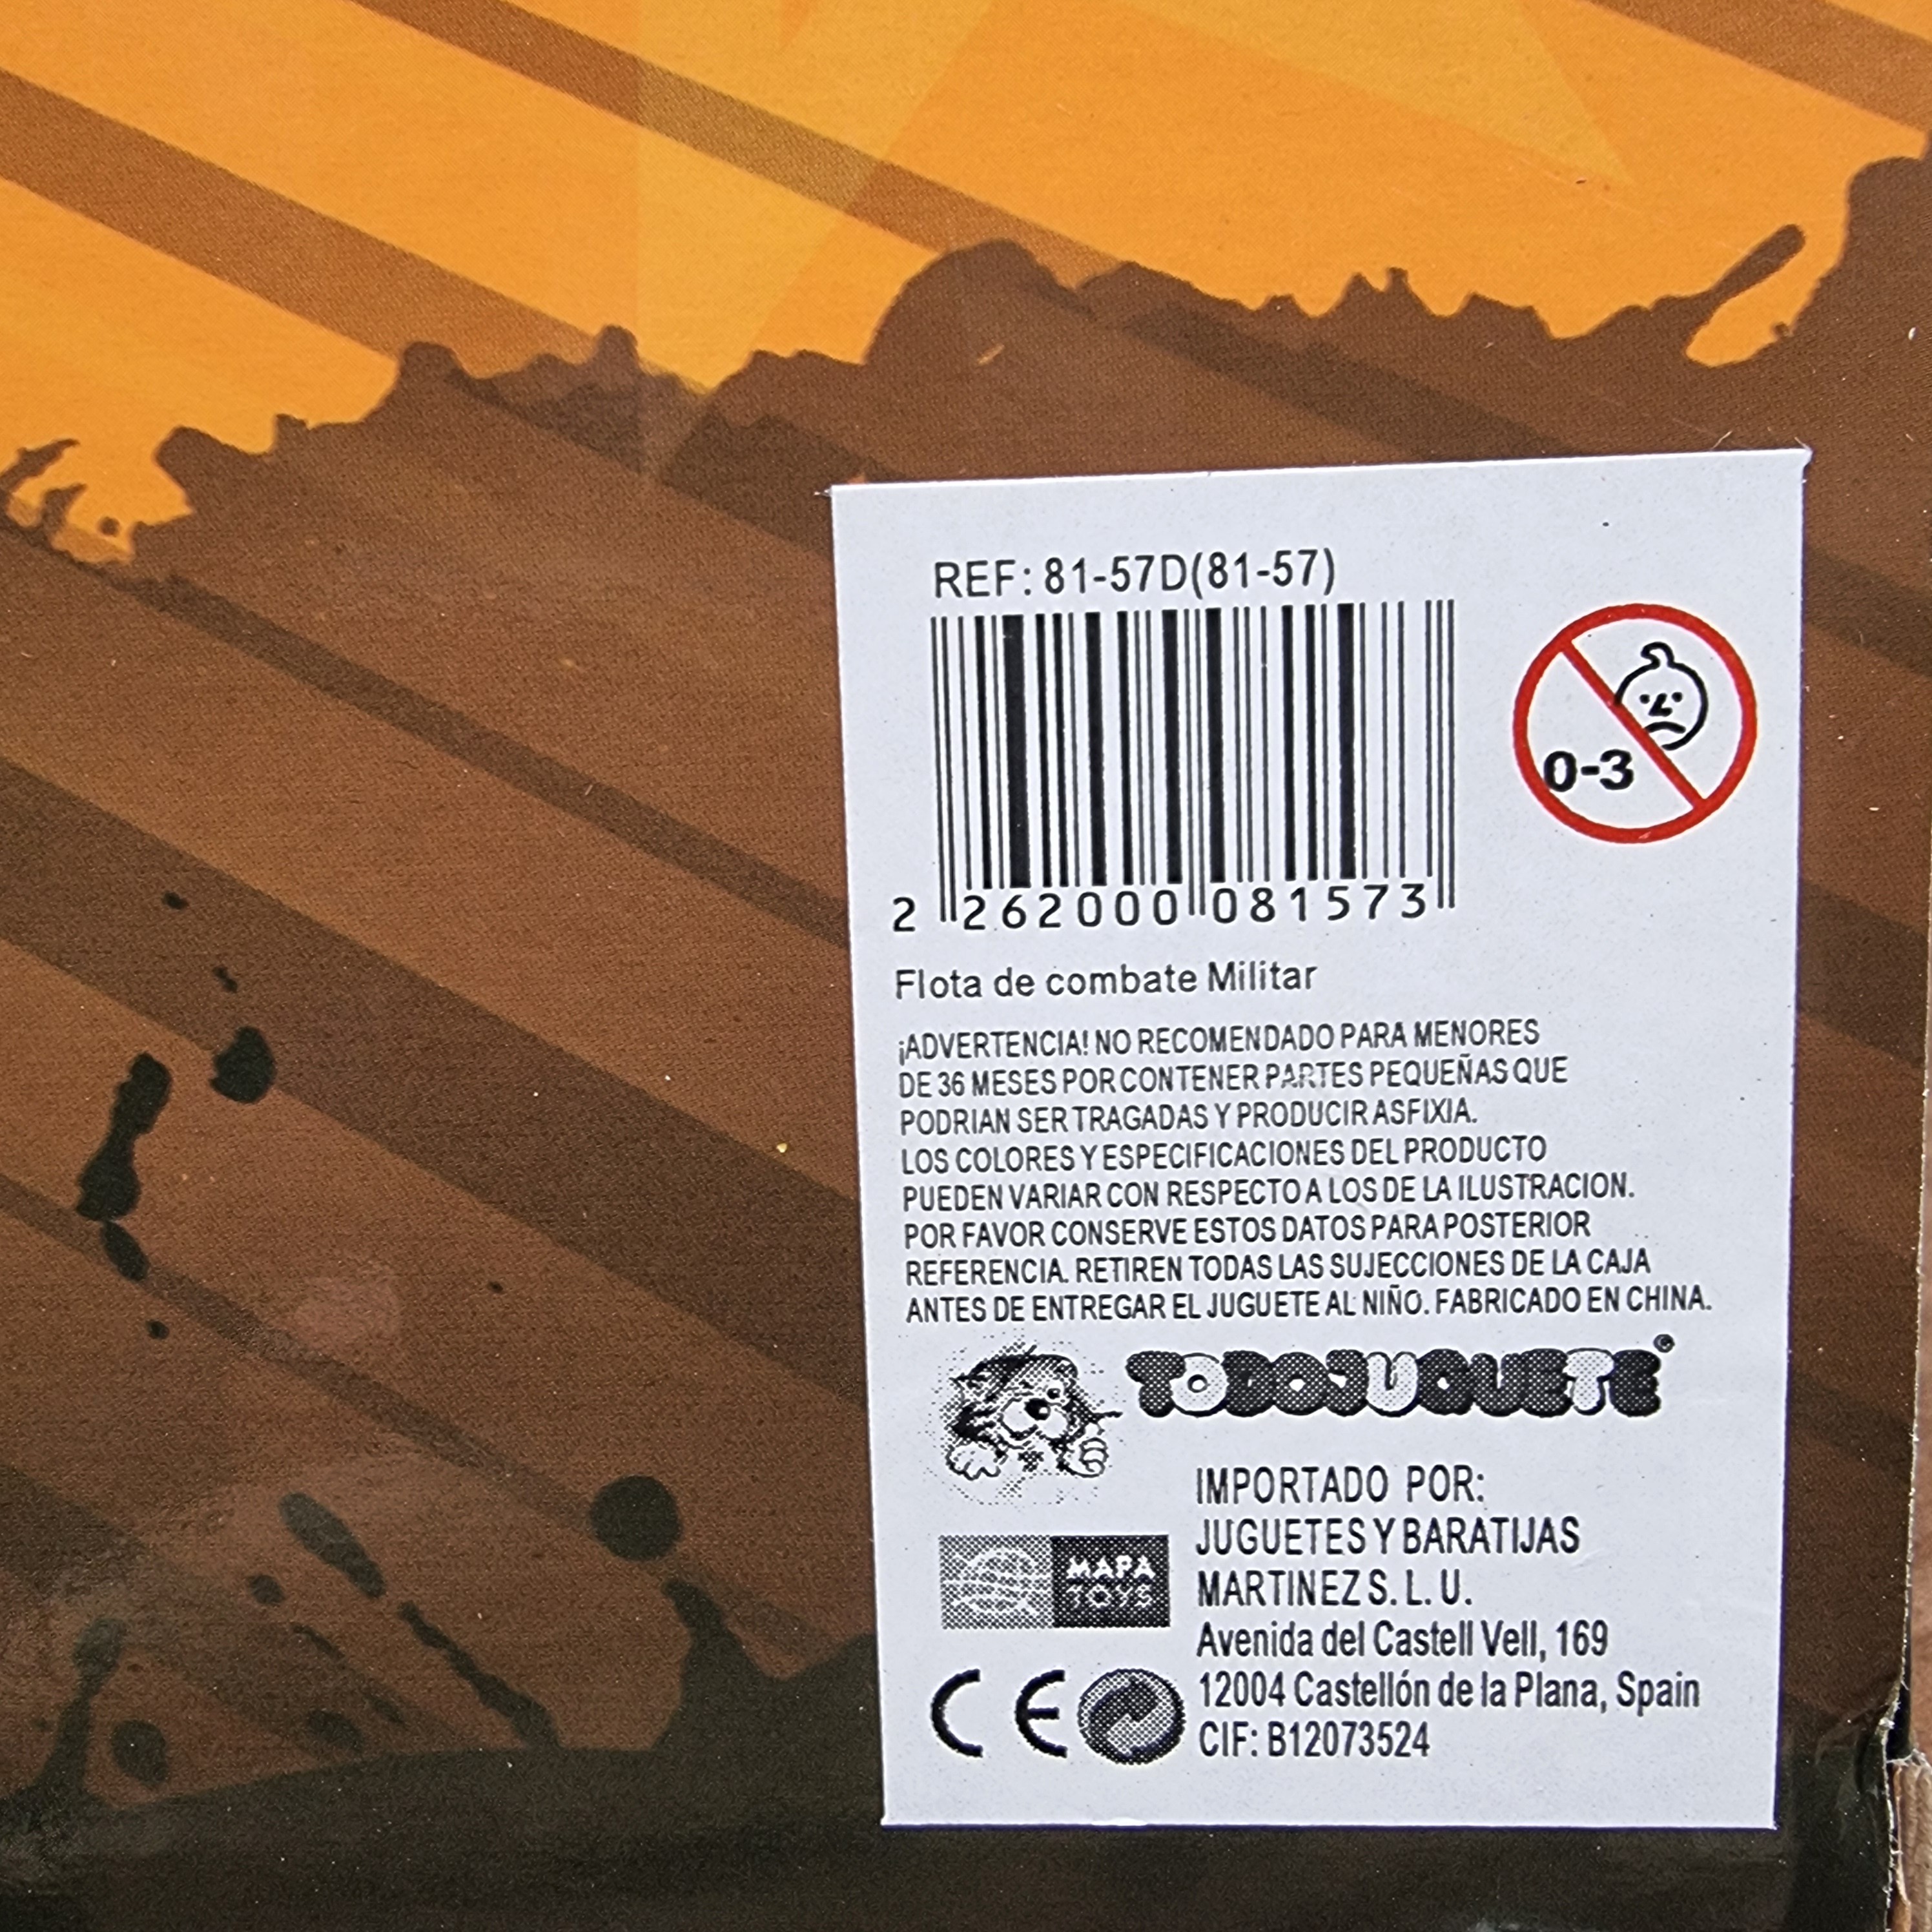 REF: 81-57D(81-57)
0-3
2 262000 081573
Flota de combate Militar
¡ADVERTENCIA! NO RECOMENDADO PARA MENORES
DE 36 MESES POR CONTENER PARTES PEQUEÑAS QUE
PODRIAN SER TRAGADAS Y PRODUCIR ASFIXIA.
LOS COLORES Y ESPECIFICACIONES DEL PRODUCTO
PUEDEN VARIAR CON RESPECTO A LOS DE LA ILUSTRACION.
POR FAVOR CONSERVE ESTOS DATOS PARA POSTERIOR
REFERENCIA. RETIREN TODAS LAS SUJECCIONES DE LA CAJA
ANTES DE ENTREGAR EL JUGUETE AL NIÑO. FABRICADO EN CHINA.
TODOJUGUETE
IMPORTADO POR:
JUGUETES Y BARATIJAS
MARTINEZ S. L. U.
MAPA
TOYS
Avenida del Castell Vell, 169
12004 Castellón de la Plana, Spain
CIF: B12073524
CE